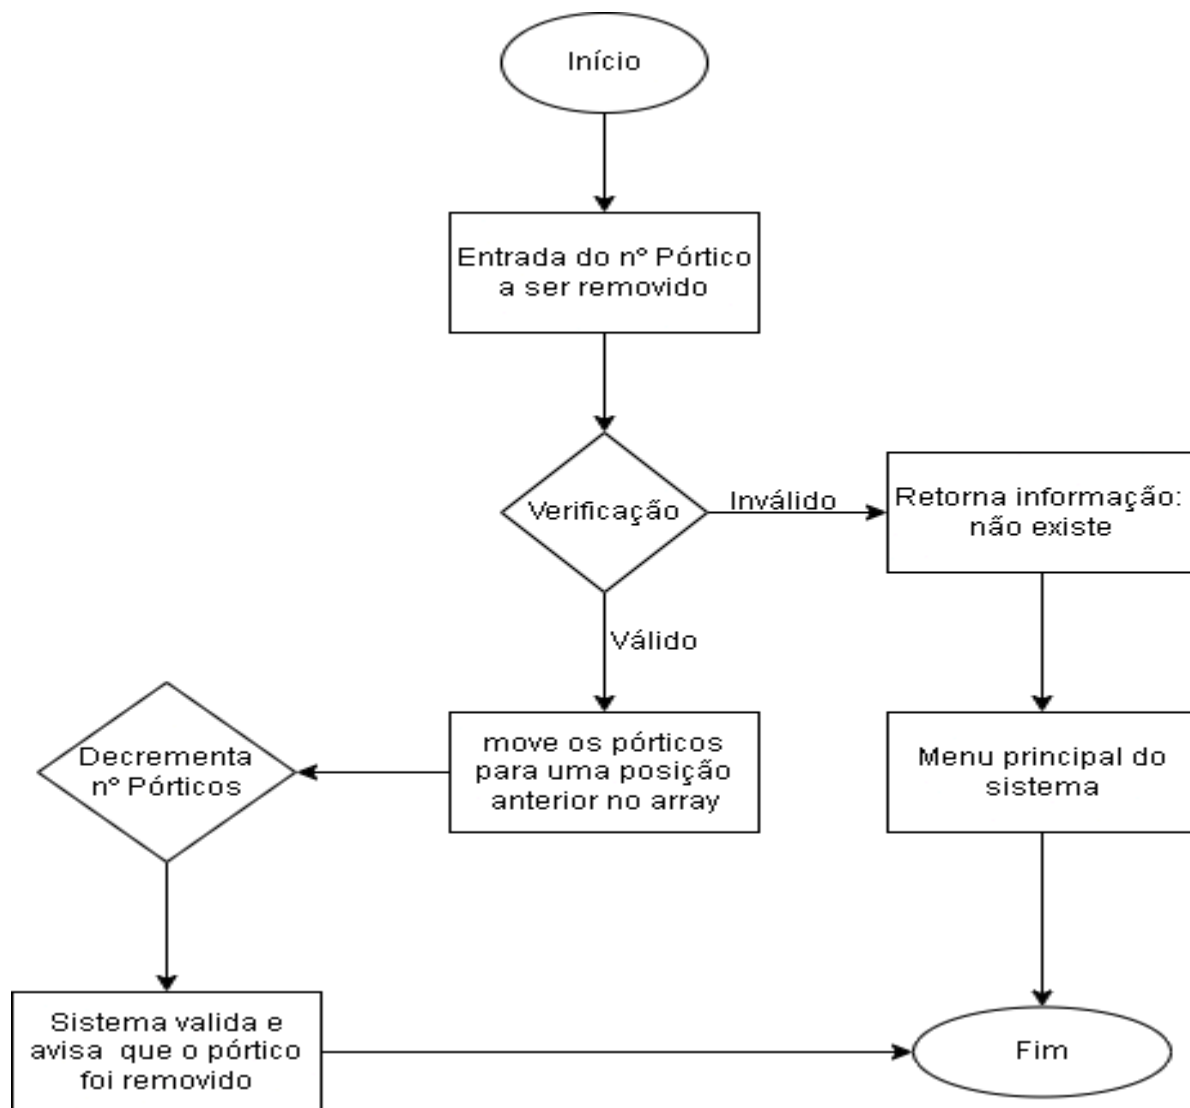 Início
Entrada do nº Pórtico
a ser removido
Verificação
Inválido
Retorna informação:
não existe
Válido
Decrementa
nº Pórticos
move os pórticos
para uma posição
anterior no array
Menu principal do
sistema
Sistema valida e
avisa que o pórtico
foi removido
Fim